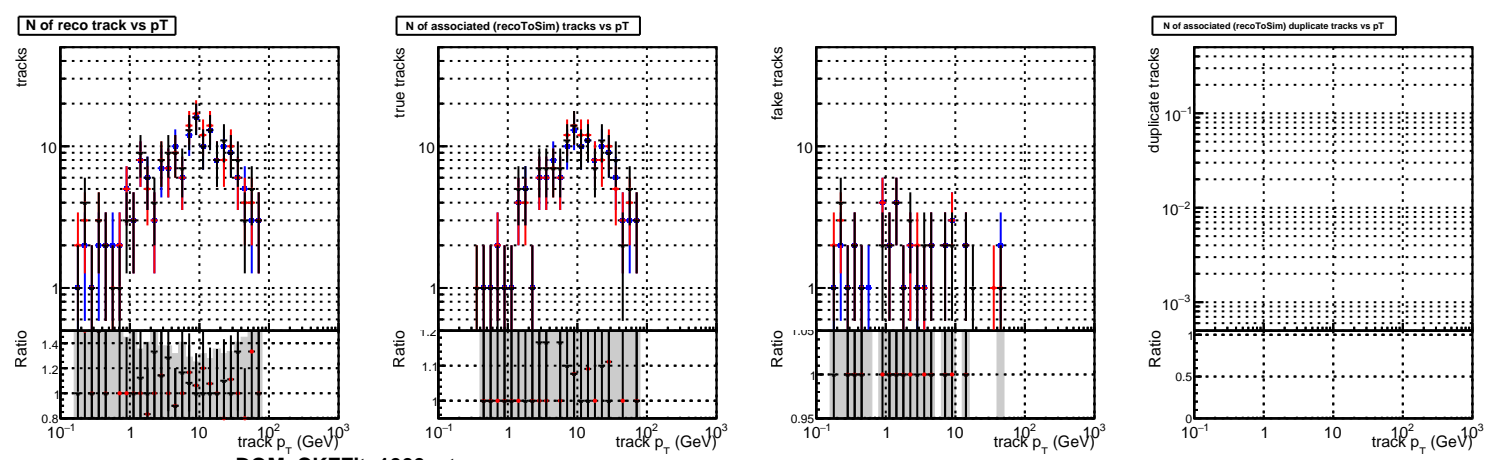 N of reco track vs pT
tracks
10
1
Ratio
1.4
1.2
1
0.8
10⁻¹ 1 10 10² 10³
track p_T (GeV)
N of associated (recoToSim) tracks vs pT
true tracks
10
1
Ratio
1.2
1.1
1
10⁻¹ 1 10 10² 10³
track p_T (GeV)
fake tracks
10
1
Ratio
1.05
1
0.95
10⁻¹ 1 10 10² 10³
track p_T (GeV)
N of associated (recoToSim) duplicate tracks vs pT
duplicate tracks
10⁻¹
10⁻²
10⁻³
Ratio
1
0.5
0
10⁻¹ 1 10 10² 10³
track p_T (GeV)